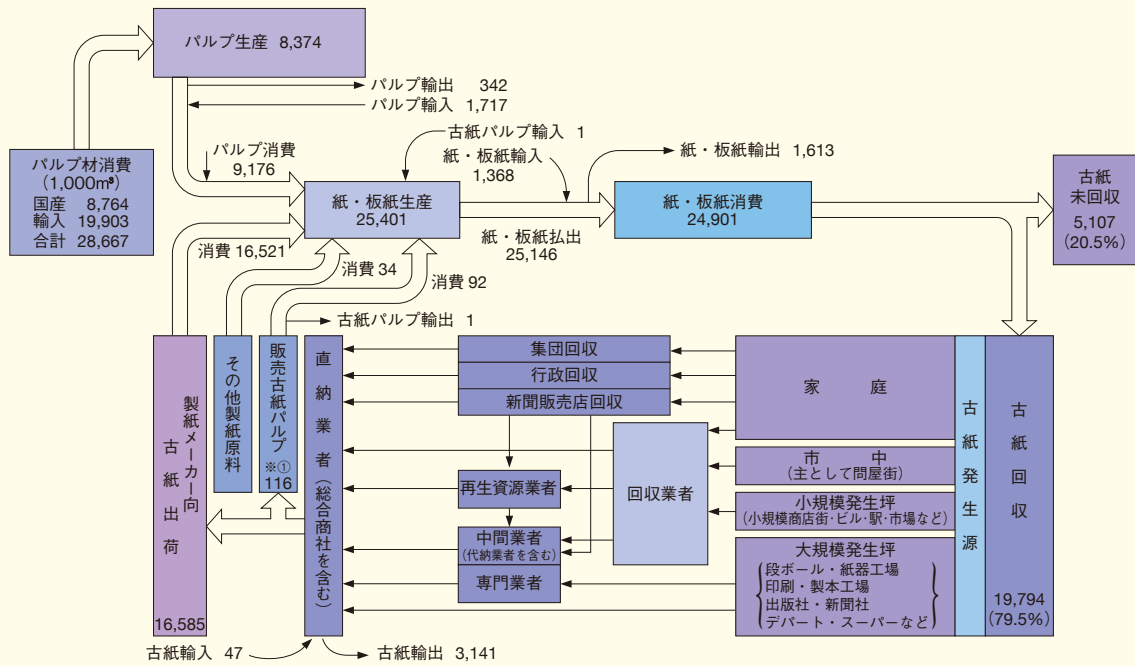 パルプ生産 8,374
パルプ輸出 342
パルプ輸入 1,717
パルプ材消費
(1,000m³)
国産 8,764
輸入 19,903
合計 28,667
パルプ消費
9,176
古紙パルプ輸入 1
紙・板紙輸入
1,368
紙・板紙輸出 1,613
紙・板紙生産
25,401
紙・板紙払出
25,146
紙・板紙消費
24,901
古紙
未回収
5,107
(20.5%)
消費 16,521
消費 34
消費 92
古紙パルプ輸出 1
製紙メーカー向
古紙出荷
16,585
その他製紙原料
販売古紙パルプ
※①
116
直納業者(総合商社を含む)
集団回収
行政回収
新聞販売店回収
再生資源業者
中間業者
(代納業者を含む)
専門業者
回収業者
家庭
市中
(主として問屋街)
小規模発生坪
(小規模商店街・ビル・駅・市場など)
大規模発生坪
段ボール・紙器工場
印刷・製本工場
出版社・新聞社
デパート・スーパーなど
古紙発生源
古紙回収
19,794
(79.5%)
古紙輸入 47
古紙輸出 3,141